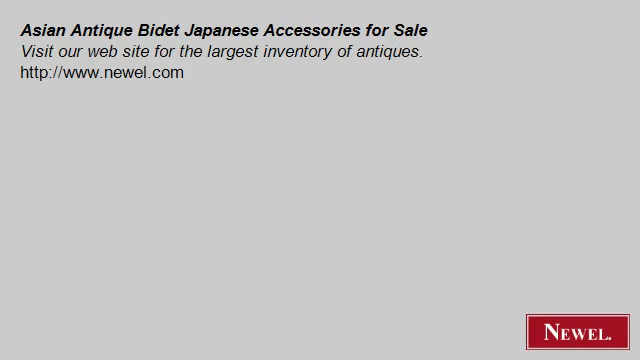 Asian Antique Bidet Japanese Accessories for Sale
Visit our web site for the largest inventory of antiques.
http://www.newel.com
NEWEL.